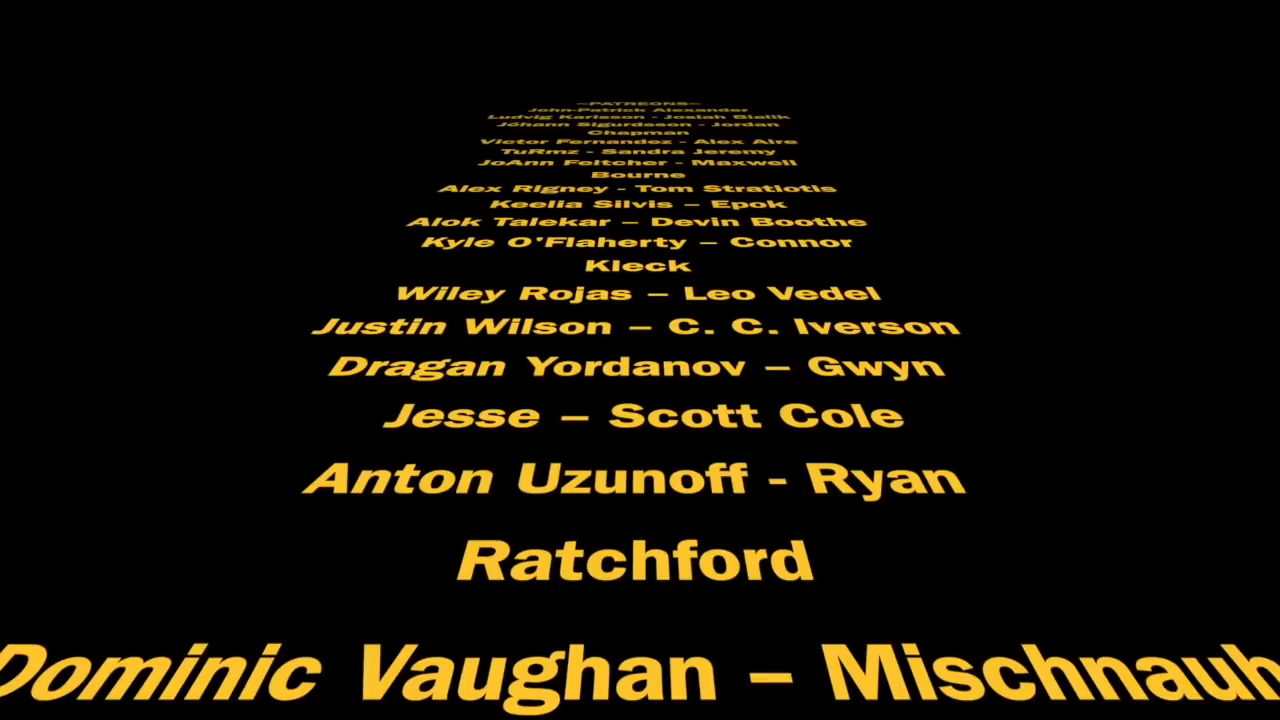 —PATREONS—
John-Patrick Alexander
Ludvig Karlsson - Josiah Bialik
Jóhann Sigurdsson - Jordan
Chapman
Victor Fernandez - Alex Aire
TuRmz - Sandra Jeremy
JoAnn Feltcher - Maxwell
Bourne
Alex Rigney - Tom Stratiotis
Keelia Silvis – Epok
Alok Talekar – Devin Boothe
Kyle O'Flaherty – Connor
Kleck
Wiley Rojas – Leo Vedel
Justin Wilson – C. C. Iverson
Dragan Yordanov – Gwyn
Jesse – Scott Cole
Anton Uzunoff - Ryan
Ratchford
Dominic Vaughan – Mischnauh